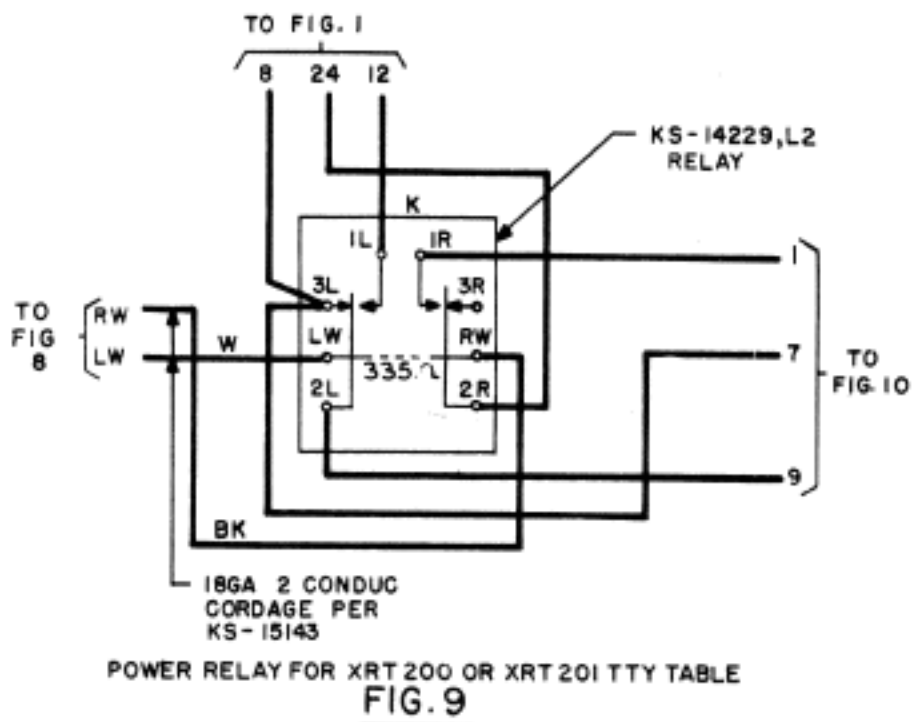 TO FIG. 1
8 24 12
KS-14229, L2
RELAY
K
1L 1R
1
3L 3R
TO
FIG
8
RW
LW
W
LW RW
335 Ω
7
TO
FIG. 10
2L 2R
9
BK
18GA 2 CONDUC
CORDAGE PER
KS-15143
POWER RELAY FOR XRT 200 OR XRT 201 TTY TABLE
FIG. 9